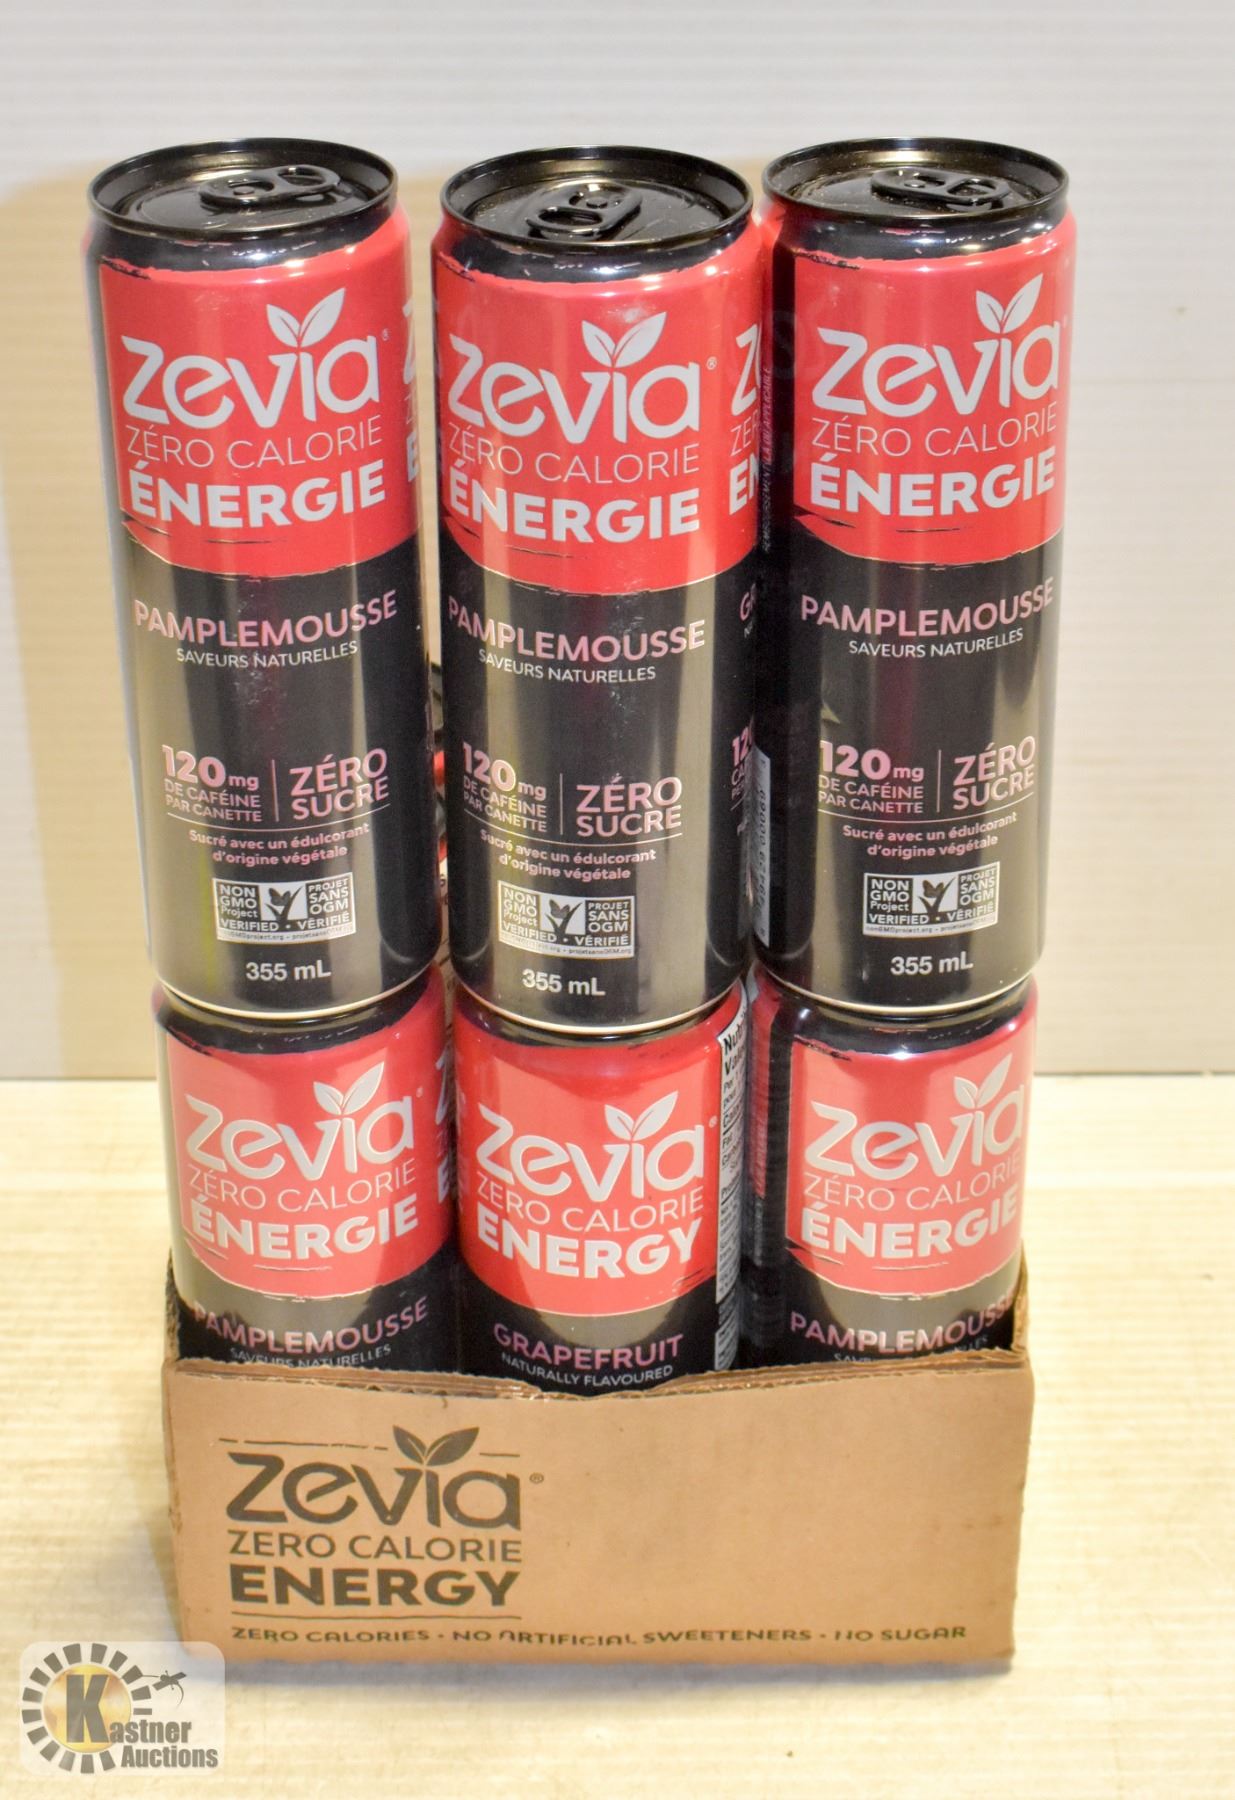 zevia®
ZÉRO CALORIE
ÉNERGIE
PAMPLEMOUSSE
SAVEURS NATURELLES
120mg
DE CAFÉINE
PAR CANETTE
ZÉRO
SUCRE
Sucré avec un édulcorant
d'origine végétale
NON
GMO
Project
VERIFIED • VÉRIFIÉ
PROJET
SANS
OGM
nonGMOproject.org – projetsansOGM.org
355 mL
zevia®
ZÉRO CALORIE
ÉNERGIE
PAMPLEMOUSSE
SAVEURS NATURELLES
120mg
DE CAFÉINE
PAR CANETTE
ZÉRO
SUCRE
Sucré avec un édulcorant
d'origine végétale
NON
GMO
Project
VERIFIED • VÉRIFIÉ
PROJET
SANS
OGM
355 mL
zevia
ZÉRO CALORIE
ÉNERGIE
PAMPLEMOUSSE
SAVEURS NATURELLES
120mg
DE CAFÉINE
PAR CANETTE
ZÉRO
SUCRE
Sucré avec un édulcorant
d'origine végétale
NON
GMO
Project
VERIFIED • VÉRIFIÉ
PROJET
SANS
OGM
355 mL
zevia®
ZÉRO CALORIE
ÉNERGIE
PAMPLEMOUSSE
SAVEURS NATURELLES
zevia®
ZERO CALORIE
ENERGY
GRAPEFRUIT
NATURALLY FLAVOURED
zevia
ZÉRO CALORIE
ÉNERGIE
PAMPLEMOUSSE
zevia®
ZERO CALORIE
ENERGY
ZERO CALORIES • NO ARTIFICIAL SWEETENERS • NO SUGAR
Kastner
Auctions